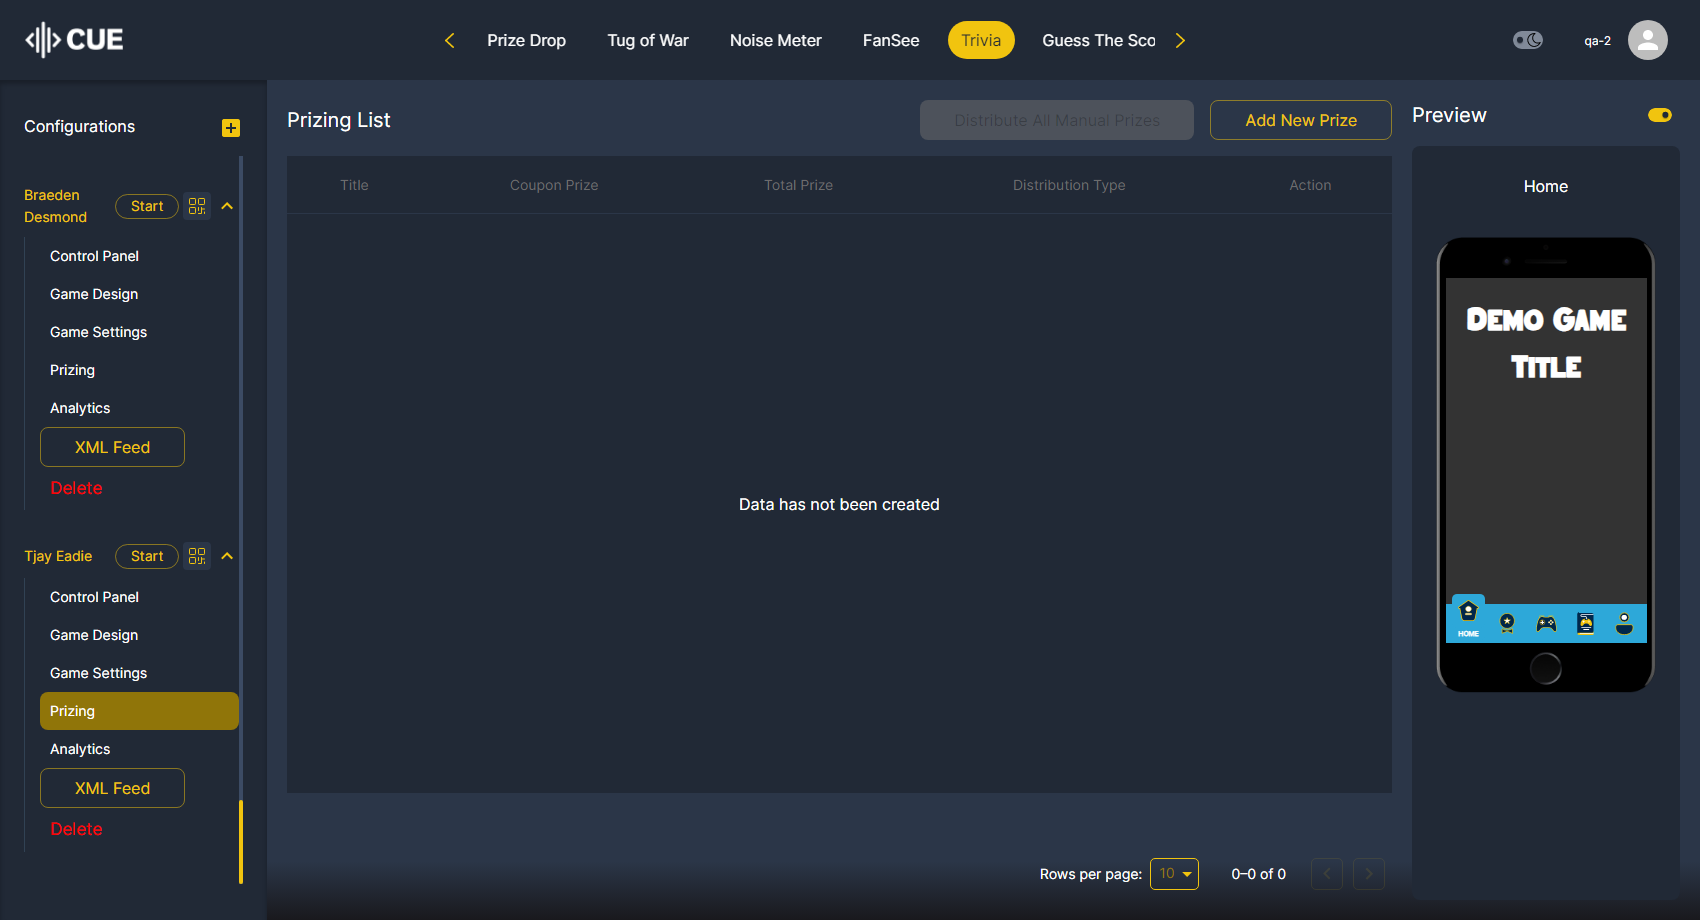 CUE
Prize Drop
Tug of War
Noise Meter
FanSee
Trivia
Guess The Sco
qa-2
Configurations
Braeden
Desmond
Start
Control Panel
Game Design
Game Settings
Prizing
Analytics
XML Feed
Delete
Tjay Eadie
Start
Control Panel
Game Design
Game Settings
Prizing
Analytics
XML Feed
Delete
Prizing List
Distribute All Manual Prizes
Add New Prize
Title
Coupon Prize
Total Prize
Distribution Type
Action
Data has not been created
Rows per page:
10
0–0 of 0
Preview
Home
Demo Game
Title
HOME